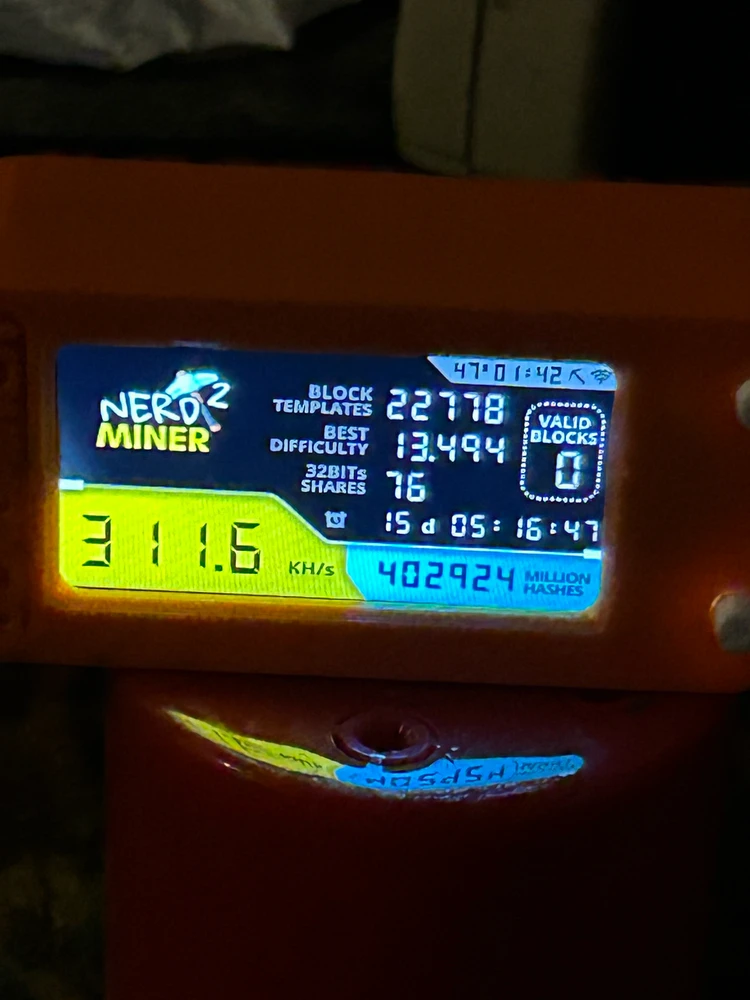 47° 01:42
NERD 2
MINER
BLOCK
TEMPLATES 22778
BEST
DIFFICULTY 13.494
32BITs
SHARES 76
VALID
BLOCKS
0
15 d 05:16:47
311.6 KH/s
402924 MILLION
HASHES